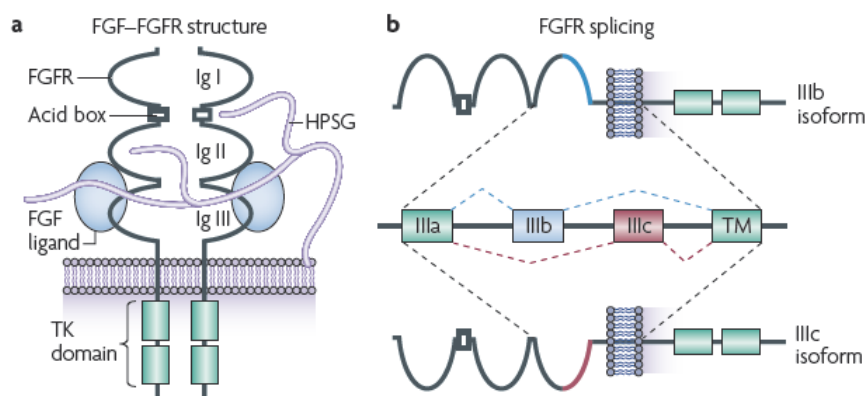 a
FGF–FGFR structure
FGFR
Ig I
Acid box
HPSG
Ig II
FGF
ligand
Ig III
TK
domain
b
FGFR splicing
IIIb
isoform
IIIa
IIIb
IIIc
TM
IIIc
isoform